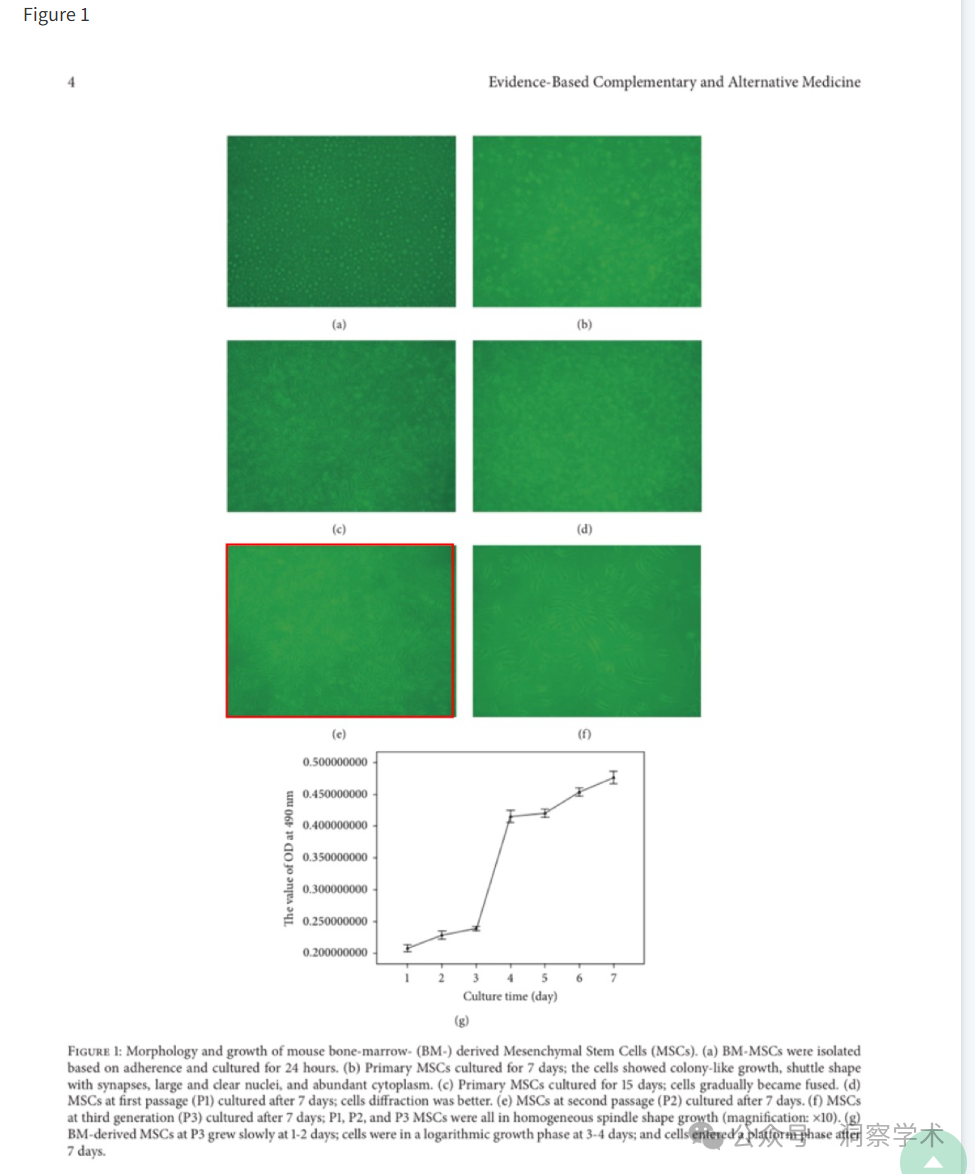 Figure 1
4
Evidence-Based Complementary and Alternative Medicine
(a)
(b)
(c)
(d)
(e)
(f)
0.500000000
0.450000000
0.400000000
0.350000000
0.300000000
0.250000000
0.200000000
The value of OD at 490 nm
1 2 3 4 5 6 7
Culture time (day)
(g)
FIGURE 1: Morphology and growth of mouse bone-marrow- (BM-) derived Mesenchymal Stem Cells (MSCs). (a) BM-MSCs were isolated
based on adherence and cultured for 24 hours. (b) Primary MSCs cultured for 7 days; the cells showed colony-like growth, shuttle shape
with synapses, large and clear nuclei, and abundant cytoplasm. (c) Primary MSCs cultured for 15 days; cells gradually became fused. (d)
MSCs at first passage (P1) cultured after 7 days; cells diffraction was better. (e) MSCs at second passage (P2) cultured after 7 days. (f) MSCs
at third generation (P3) cultured after 7 days; P1, P2, and P3 MSCs were all in homogeneous spindle shape growth (magnification: ×10). (g)
BM-derived MSCs at P3 grew slowly at 1-2 days; cells were in a logarithmic growth phase at 3-4 days; and cells entered a platform phase after
7 days.
公众号 洞察学术